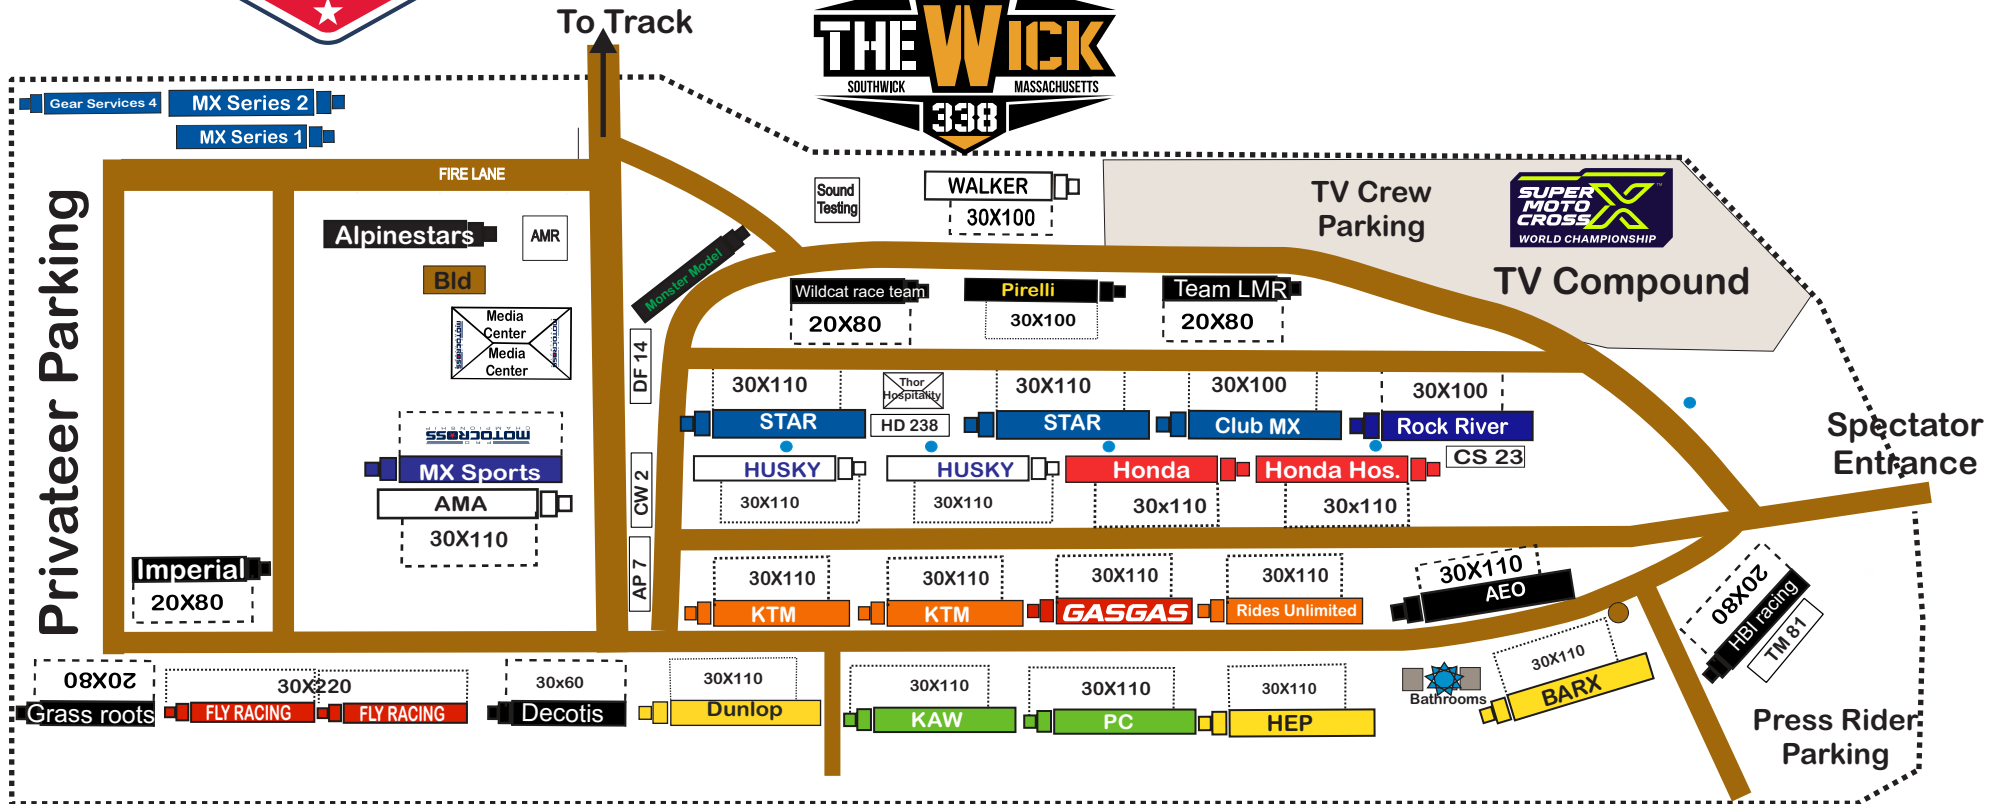 To Track
THE WICK
SOUTHWICK
MASSACHUSETTS
338
Gear Services 4
MX Series 2
MX Series 1
FIRE LANE
Privateer Parking
Alpinestars
AMR
Bld
Media
Center
Media
Center
MOTOCROSS
MOTOCROSS
MOTOCROSS
MX Sports
AMA
30X110
Imperial
20X80
Sound
Testing
WALKER
30X100
TV Crew
Parking
SUPER
MOTO
CROSS
WORLD CHAMPIONSHIP
TV Compound
Monster Model
Wildcat race team
20X80
Pirelli
30X100
Team LMR
20X80
DF 14
CW 2
AP 7
30X110
STAR
Thor
Hospitality
HD 238
30X110
STAR
30X100
Club MX
30X100
Rock River
CS 23
HUSKY
30X110
HUSKY
30X110
Honda
30x110
Honda Hos.
30x110
Spectator
Entrance
30X110
KTM
30X110
KTM
30X110
GASGAS
30X110
Rides Unlimited
30X110
AEO
20X80
HBI racing
TM 81
20X80
Grass roots
30X220
FLY RACING
FLY RACING
30x60
Decotis
30X110
Dunlop
30X110
KAW
30X110
PC
30X110
HEP
Bathrooms
30X110
BARX
Press Rider
Parking